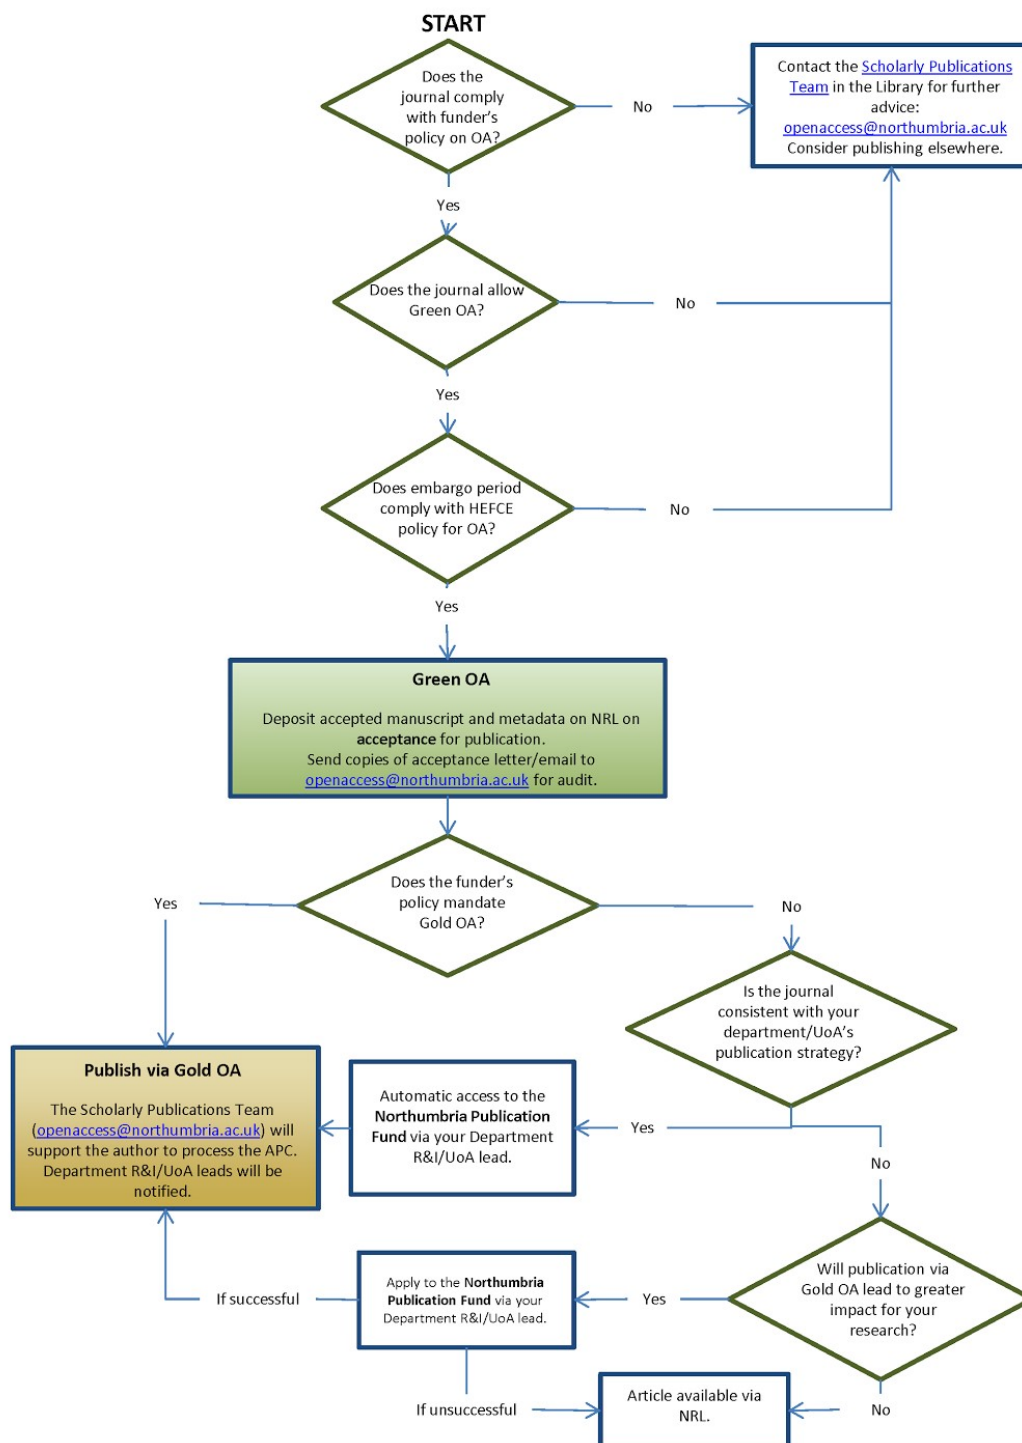 START
Does the
journal comply
with funder's
policy on OA?
No
Contact the Scholarly Publications
Team in the Library for further
advice:
openaccess@northumbria.ac.uk
Consider publishing elsewhere.
Yes
Does the journal allow
Green OA?
No
Yes
Does embargo period
comply with HEFCE
policy for OA?
No
Yes
Green OA
Deposit accepted manuscript and metadata on NRL on
acceptance for publication.
Send copies of acceptance letter/email to
openaccess@northumbria.ac.uk for audit.
Does the funder's
policy mandate
Gold OA?
Yes
No
Is the journal
consistent with your
department/UoA's
publication strategy?
Publish via Gold OA
The Scholarly Publications Team
(openaccess@northumbria.ac.uk) will
support the author to process the APC.
Department R&I/UoA leads will be
notified.
Automatic access to the
Northumbria Publication
Fund via your Department
R&I/UoA lead.
Yes
No
Will publication via
Gold OA lead to greater
impact for your
research?
Yes
Apply to the Northumbria
Publication Fund via your
Department R&I/UoA lead.
If successful
If unsuccessful
Article available via
NRL.
No